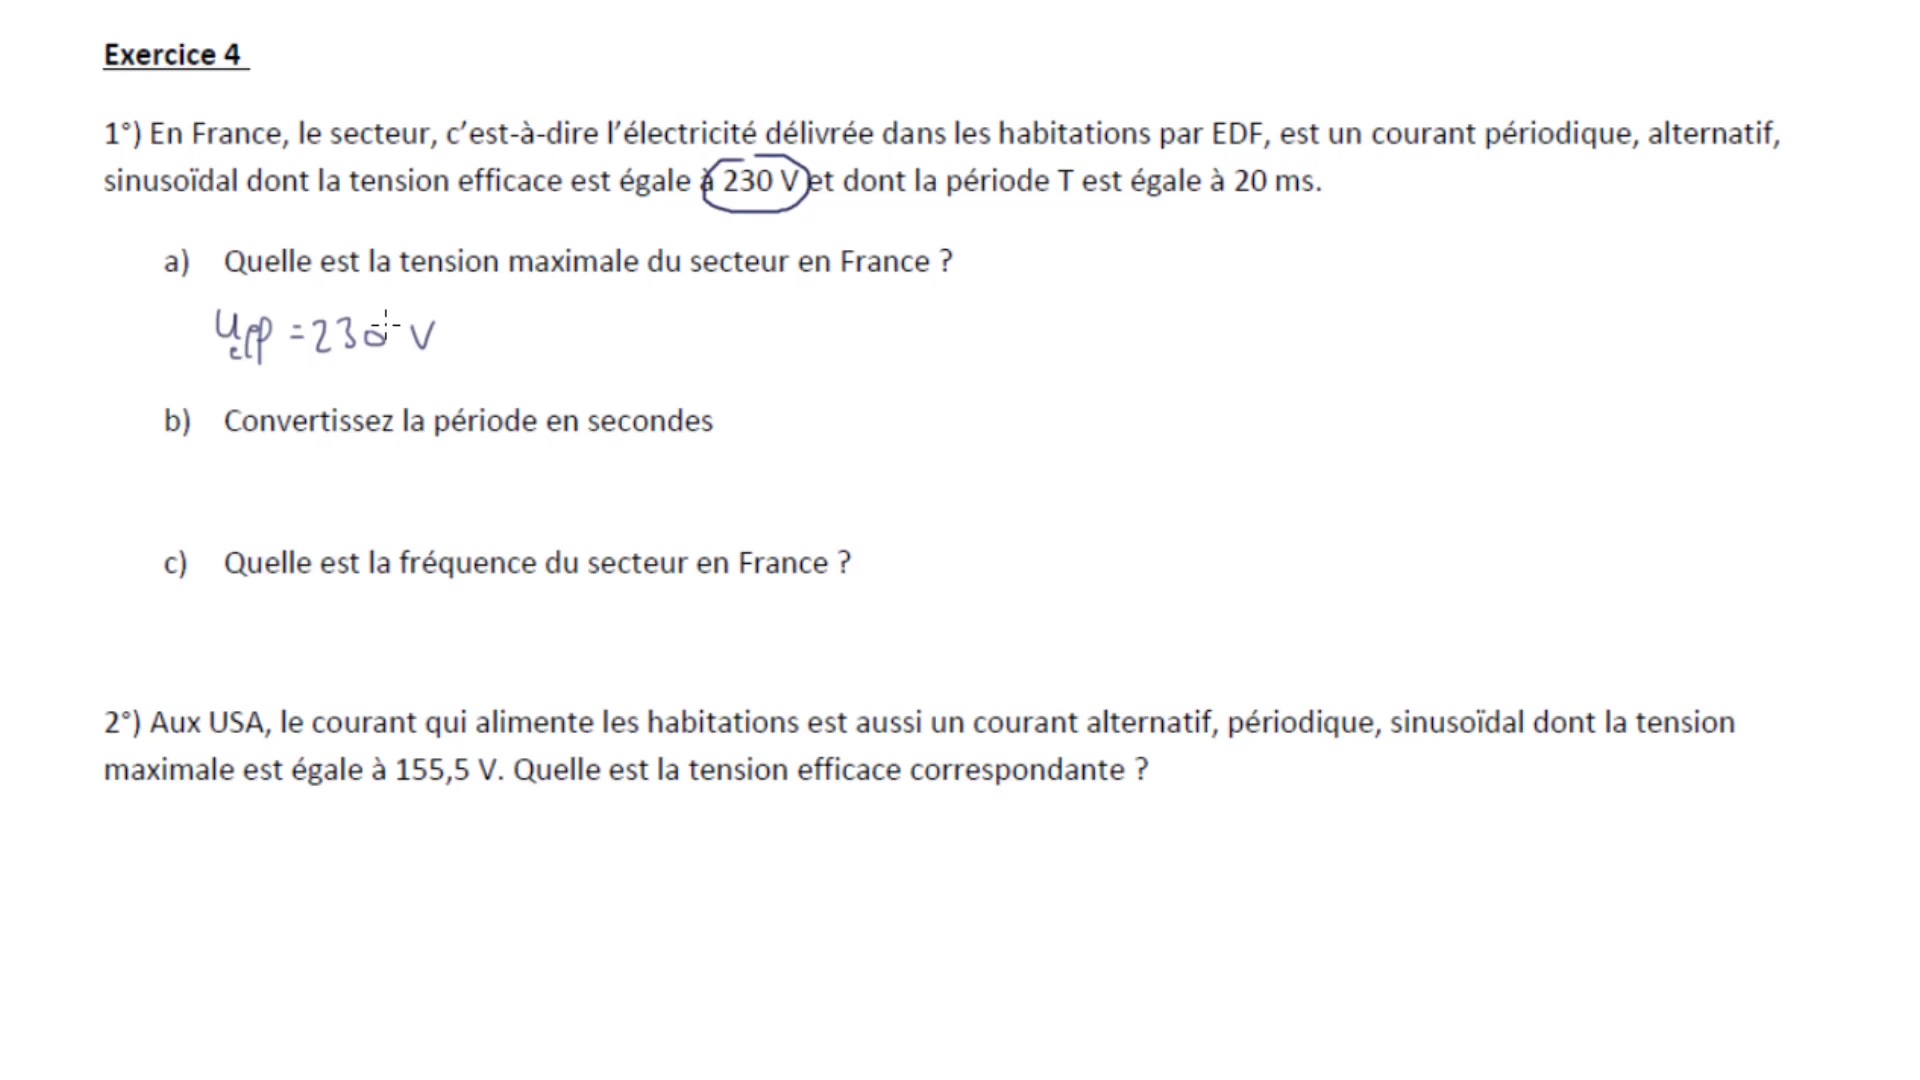 Exercice 4
1°) En France, le secteur, c’est-à-dire l’électricité délivrée dans les habitations par EDF, est un courant périodique, alternatif,
sinusoïdal dont la tension efficace est égale à 230 V et dont la période T est égale à 20 ms.
a) Quelle est la tension maximale du secteur en France ?
Ueff = 230 V
b) Convertissez la période en secondes
c) Quelle est la fréquence du secteur en France ?
2°) Aux USA, le courant qui alimente les habitations est aussi un courant alternatif, périodique, sinusoïdal dont la tension
maximale est égale à 155,5 V. Quelle est la tension efficace correspondante ?